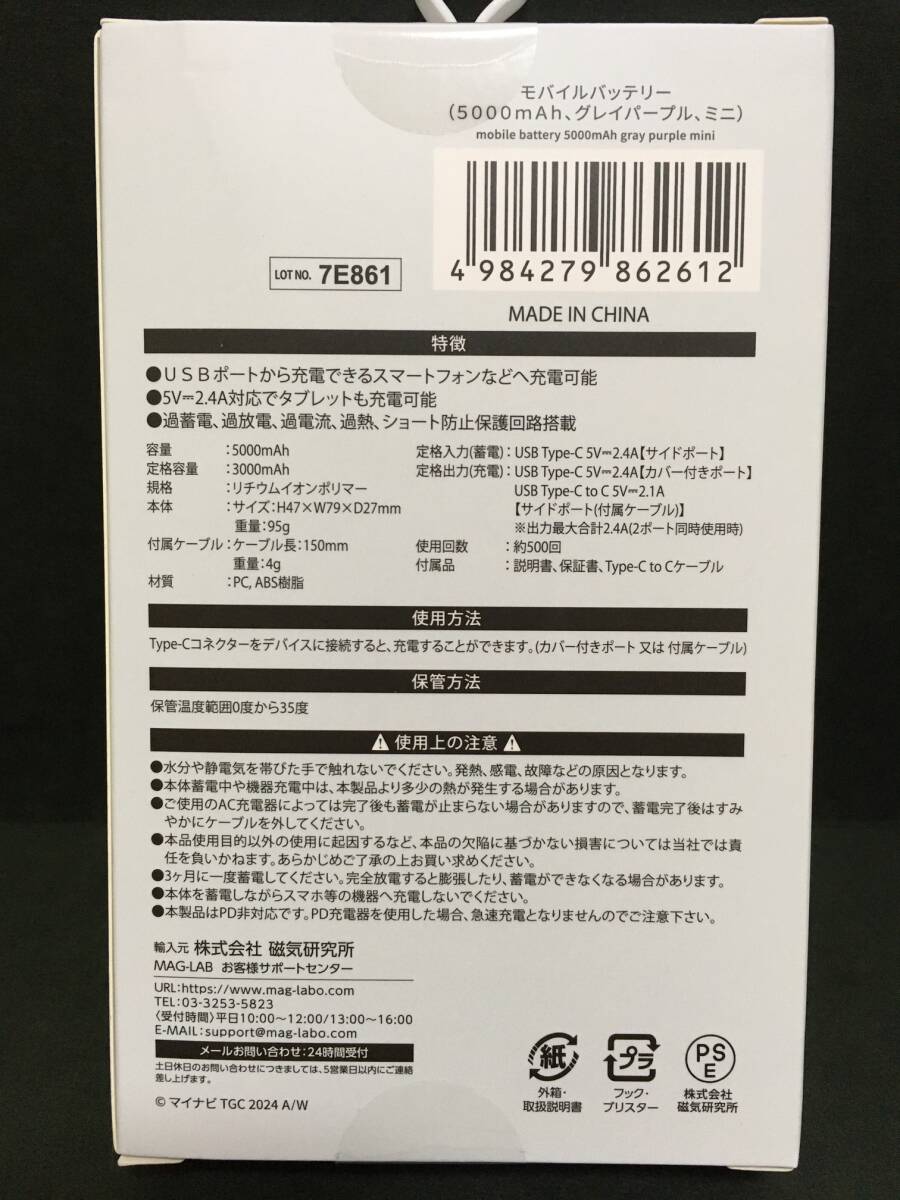 モバイルバッテリー
(5000mAh、グレイパープル、ミニ)
mobile battery 5000mAh gray purple mini
4 984279 862612
LOT NO. 7E861
MADE IN CHINA
特徴
●USBポートから充電できるスマートフォンなどへ充電可能
●5V⎓2.4A対応でタブレットも充電可能
●過蓄電、過放電、過電流、過熱、ショート防止保護回路搭載
容量 :5000mAh
定格容量 :3000mAh
規格 :リチウムイオンポリマー
本体 :サイズ:H47×W79×D27mm
重量:95g
付属ケーブル:ケーブル長:150mm
重量:4g
材質 :PC, ABS樹脂
定格入力(蓄電):USB Type-C 5V⎓2.4A【サイドポート】
定格出力(充電):USB Type-C 5V⎓2.4A【カバー付きポート】
USB Type-C to C 5V⎓2.1A
【サイドポート(付属ケーブル)】
※出力最大合計2.4A(2ポート同時使用時)
使用回数 :約500回
付属品 :説明書、保証書、Type-C to Cケーブル
使用方法
Type-Cコネクターをデバイスに接続すると、充電することができます。(カバー付きポート 又は 付属ケーブル)
保管方法
保管温度範囲0度から35度
⚠ 使用上の注意 ⚠
●水分や静電気を帯びた手で触れないでください。発熱、感電、故障などの原因となります。
●本体蓄電中や機器充電中は、本製品より多少の熱が発生する場合があります。
●ご使用のAC充電器によっては完了後も蓄電が止まらない場合がありますので、蓄電完了後はすみ
やかにケーブルを外してください。
●本品使用目的以外の使用に起因するなど、本品の欠陥に基づかない損害については当社では責
任を負いかねます。あらかじめご了承の上お買い求めください。
●3ヶ月に一度蓄電してください。完全放電すると膨張したり、蓄電ができなくなる場合があります。
●本体を蓄電しながらスマホ等の機器へ充電しないでください。
●本製品はPD非対応です。PD充電器を使用した場合、急速充電となりませんのでご注意下さい。
輸入元 株式会社 磁気研究所
MAG-LAB お客様サポートセンター
URL:https://www.mag-labo.com
TEL:03-3253-5823
〈受付時間〉平日10:00〜12:00/13:00〜16:00
E-MAIL:support@mag-labo.com
メールお問い合わせ:24時間受付
土日休日のお問い合わせにつきましては、5営業日以内にご連絡
差し上げます。
© マイナビ TGC 2024 A/W
紙
外箱・
取扱説明書
プラ
フック・
ブリスター
PS
E
株式会社
磁気研究所